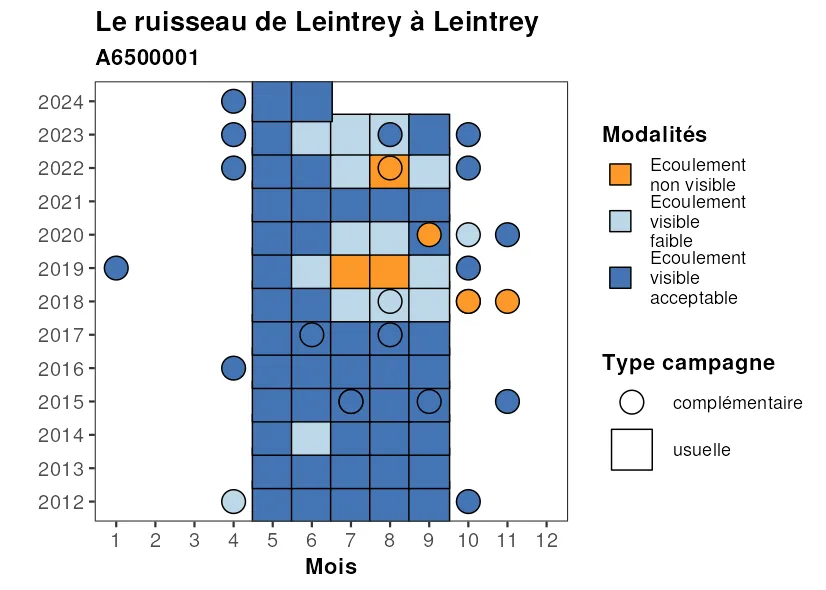 Le ruisseau de Leintrey à Leintrey
A6500001
2024
2023
2022
2021
2020
2019
2018
2017
2016
2015
2014
2013
2012
1 2 3 4 5 6 7 8 9 10 11 12
Mois
Modalités
Ecoulement
non visible
Ecoulement
visible
faible
Ecoulement
visible
acceptable
Type campagne
complémentaire
usuelle